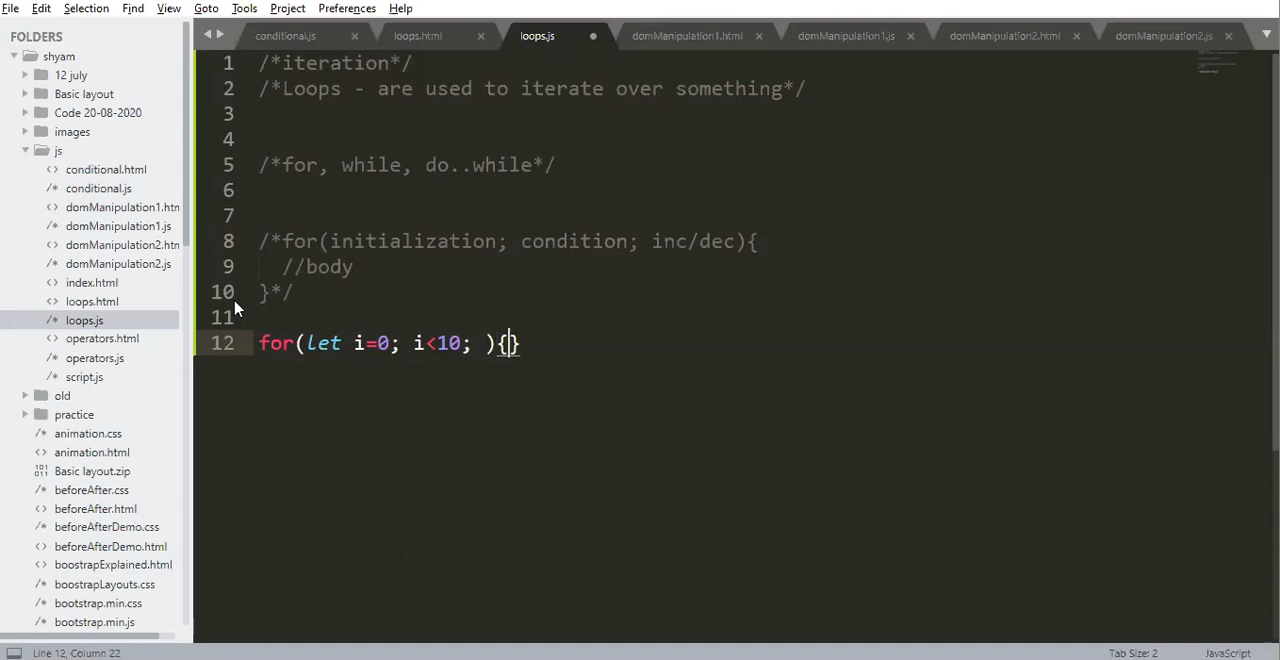 File Edit Selection Find View Goto Tools Project Preferences Help
FOLDERS
shyam
12 july
Basic layout
Code 20-08-2020
images
js
conditional.html
conditional.js
domManipulation1.htn
domManipulation1.js
domManipulation2.htn
domManipulation2.js
index.html
loops.html
loops.js
operators.html
operators.js
script.js
old
practice
animation.css
animation.html
Basic layout.zip
beforeAfter.css
beforeAfter.html
beforeAfterDemo.css
beforeAfterDemo.html
boostrapExplained.html
boostrapLayouts.css
bootstrap.min.css
bootstrap.min.js
conditional.js loops.html loops.js domManipulation1.html domManipulation1.js domManipulation2.html domManipulation2.js
1 /*iteration*/
2 /*Loops - are used to iterate over something*/
3
4
5 /*for, while, do..while*/
6
7
8 /*for(initialization; condition; inc/dec){
9 //body
10 }*/
11
12 for(let i=0; i<10; ){}
Line 12, Column 22 Tab Size: 2 JavaScript